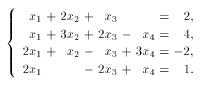 x₁ + 2x₂ + x₃ = 2,
x₁ + 3x₂ + 2x₃ − x₄ = 4,
2x₁ + x₂ − x₃ + 3x₄ = −2,
2x₁ − 2x₃ + x₄ = 1.